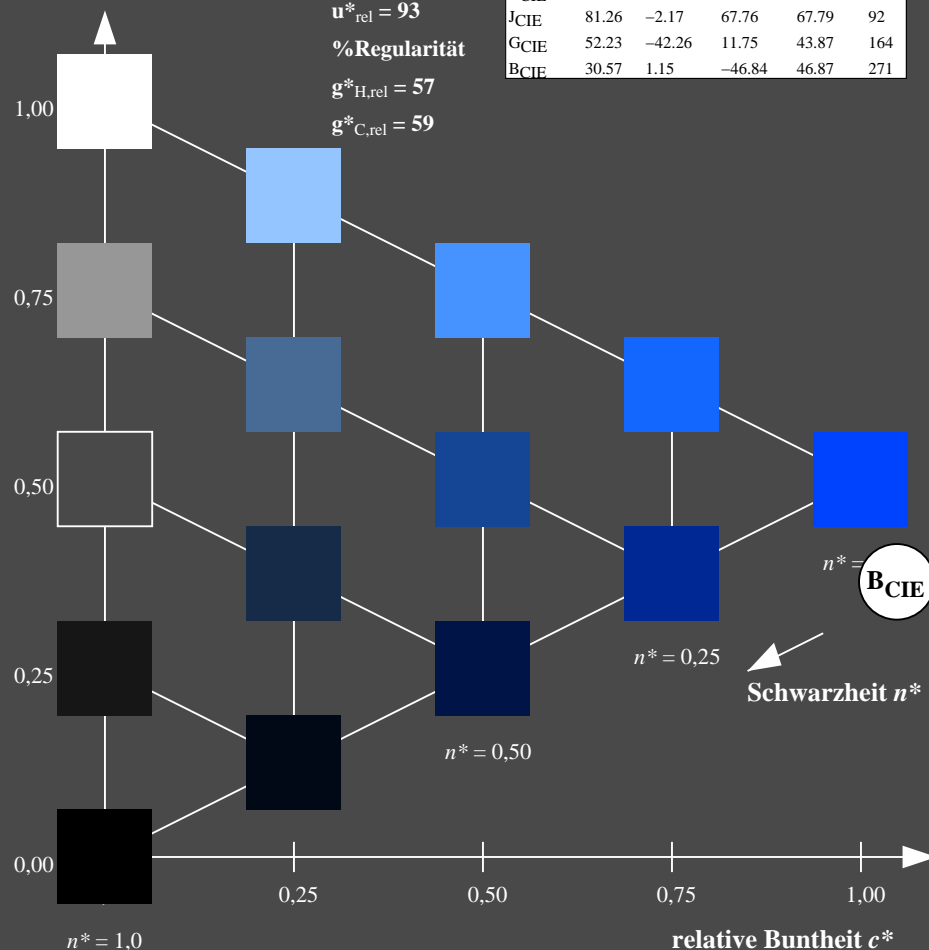 u*rel = 93
%Regularität
g*H,rel = 57
g*C,rel = 59
CIE
JCIE 81.26 −2.17 67.76 67.79 92
GCIE 52.23 −42.26 11.75 43.87 164
BCIE 30.57 1.15 −46.84 46.87 271
1,00
0,75
0,50
0,25
0,00
n* =
BCIE
n* = 0,25
Schwarzheit n*
n* = 0,50
0,25 0,50 0,75 1,00
n* = 1,0
relative Buntheit c*